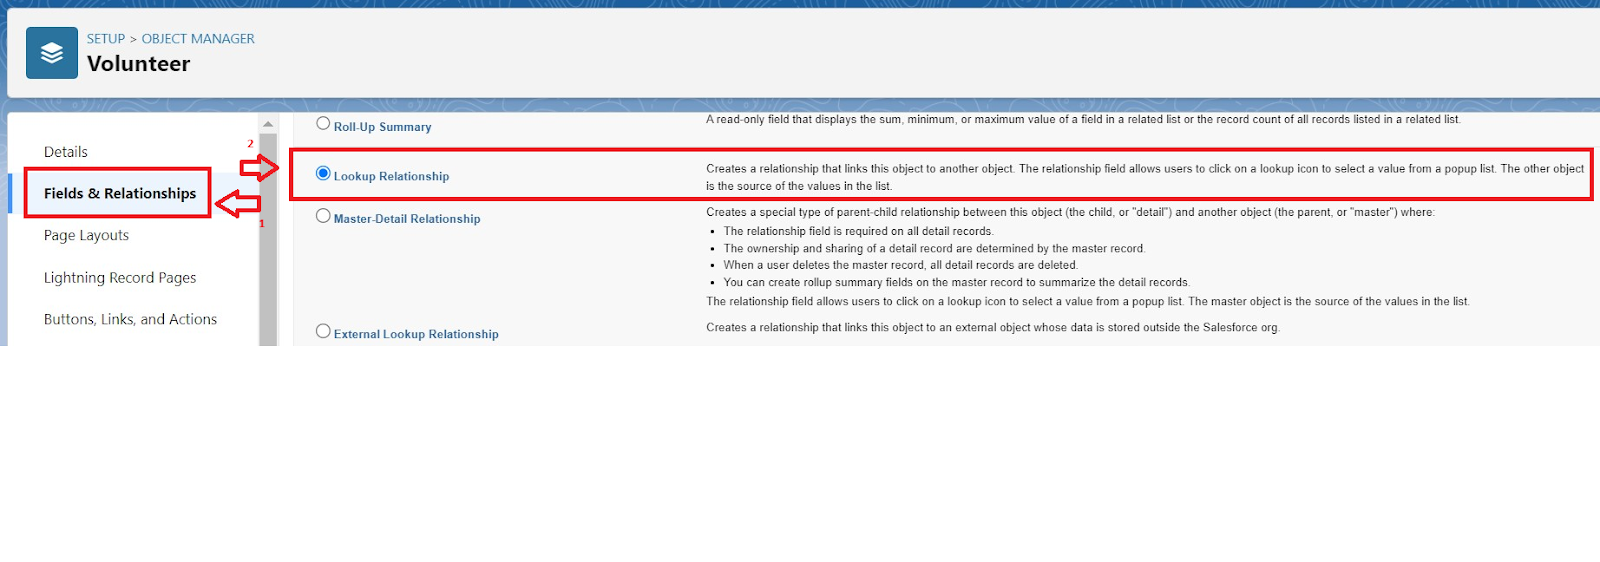 SETUP > OBJECT MANAGER
Volunteer
Details
Fields & Relationships
Page Layouts
Lightning Record Pages
Buttons, Links, and Actions
2
1
Roll-Up Summary
A read-only field that displays the sum, minimum, or maximum value of a field in a related list or the record count of all records listed in a related list.
Lookup Relationship
Creates a relationship that links this object to another object. The relationship field allows users to click on a lookup icon to select a value from a popup list. The other object
is the source of the values in the list.
Master-Detail Relationship
Creates a special type of parent-child relationship between this object (the child, or "detail") and another object (the parent, or "master") where:
• The relationship field is required on all detail records.
• The ownership and sharing of a detail record are determined by the master record.
• When a user deletes the master record, all detail records are deleted.
• You can create rollup summary fields on the master record to summarize the detail records.
The relationship field allows users to click on a lookup icon to select a value from a popup list. The master object is the source of the values in the list.
External Lookup Relationship
Creates a relationship that links this object to an external object whose data is stored outside the Salesforce org.